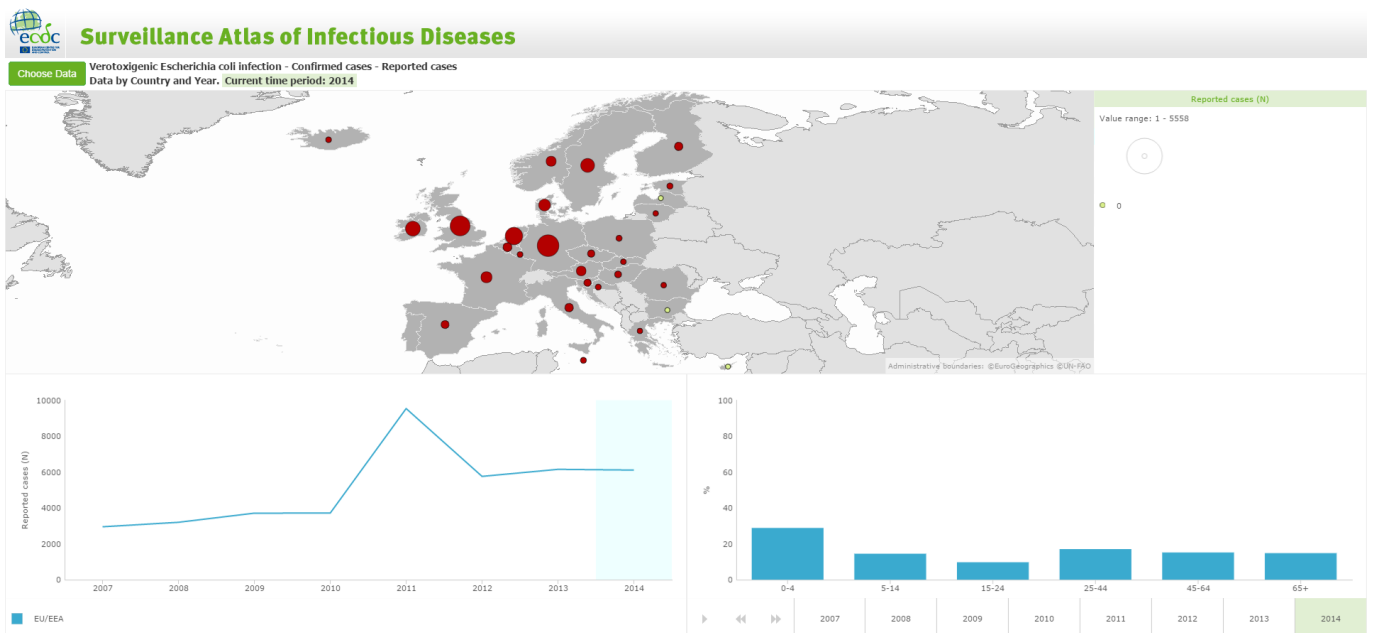 ecdc
Surveillance Atlas of Infectious Diseases
Choose Data
Verotoxigenic Escherichia coli infection - Confirmed cases - Reported cases
Data by Country and Year. Current time period: 2014
Reported cases (N)
Value range: 1 - 5558
0
Administrative boundaries: ©EuroGeographics ©UN-FAO
10000
8000
6000
4000
2000
0
Reported cases (N)
2007 2008 2009 2010 2011 2012 2013 2014
EU/EEA
100
80
60
40
20
0
%
0-4 5-14 15-24 25-44 45-64 65+
2007 2008 2009 2010 2011 2012 2013 2014